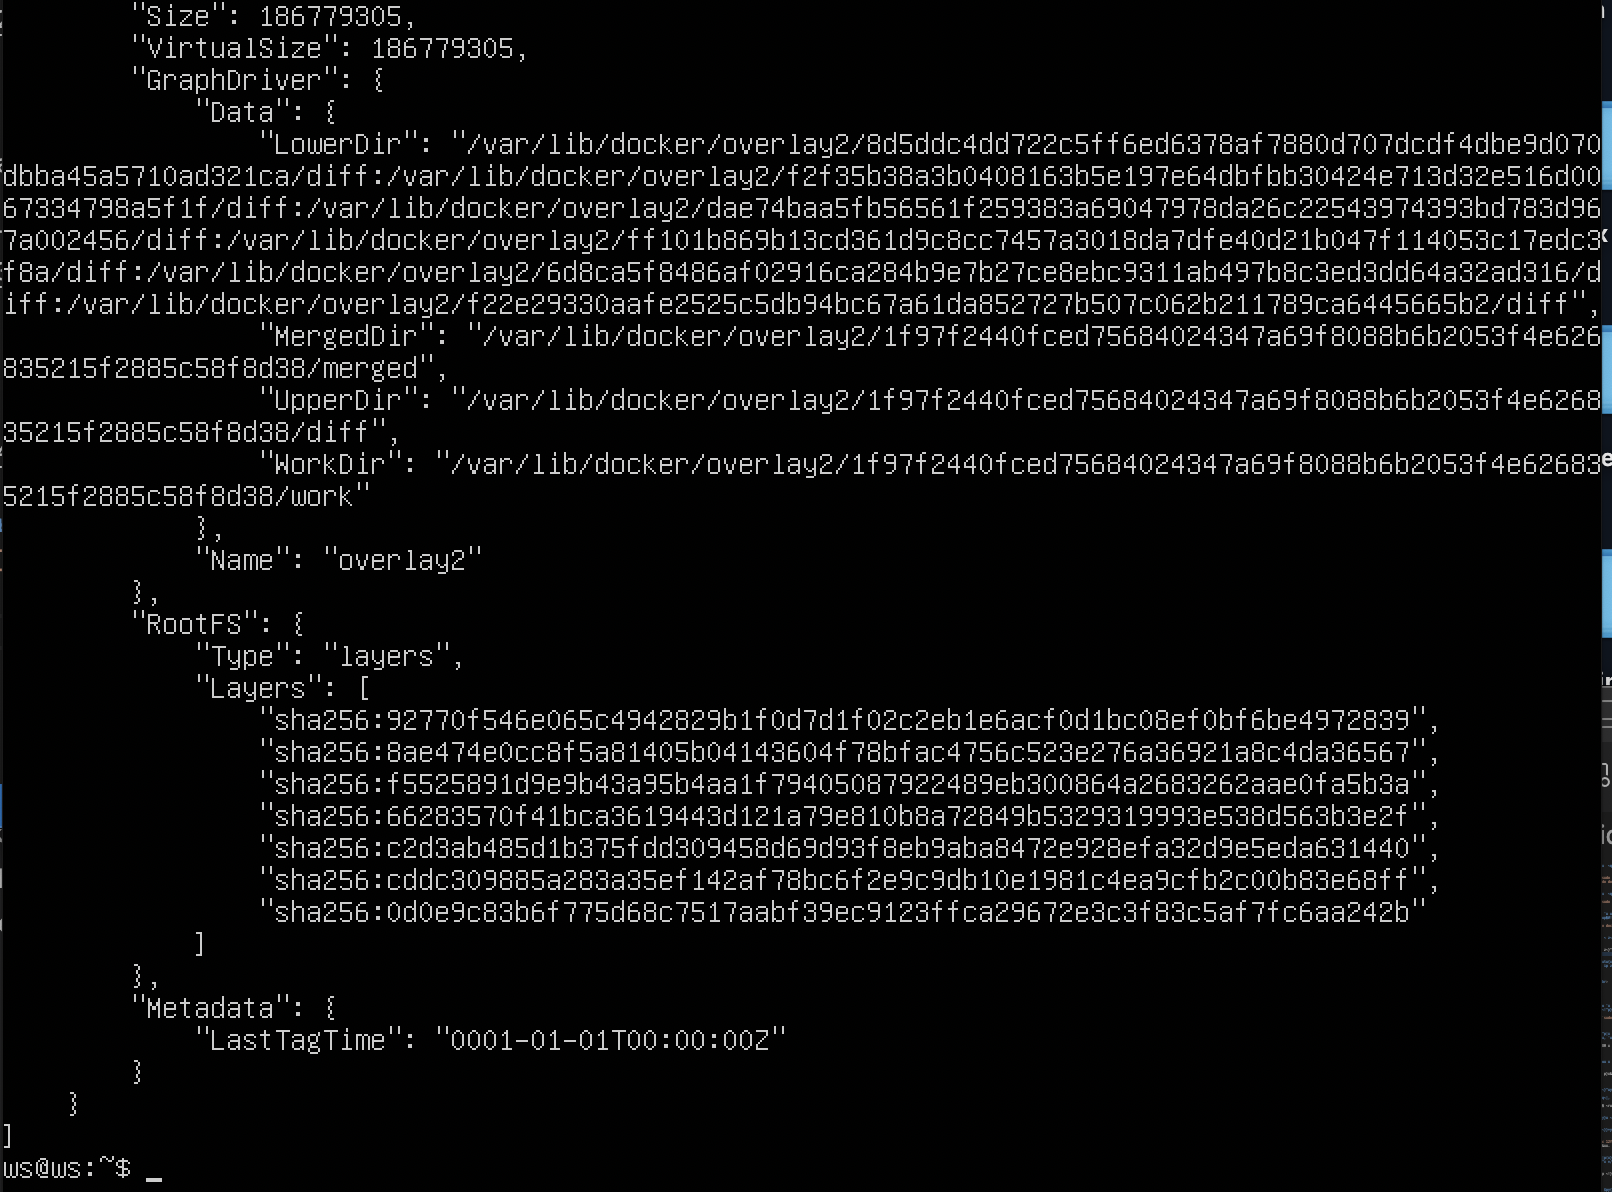 "Size": 186779305,
"VirtualSize": 186779305,
"GraphDriver": {
"Data": {
"LowerDir": "/var/lib/docker/overlay2/8d5ddc4dd722c5ff6ed6378af7880d707dcdf4dbe9d070
dbba45a5710ad321ca/diff:/var/lib/docker/overlay2/f2f35b38a3b0408163b5e197e64dbfbb30424e713d32e516d00
67334798a5f1f/diff:/var/lib/docker/overlay2/dae74baa5fb56561f259383a69047978da26c22543974393bd783d96
7a002456/diff:/var/lib/docker/overlay2/ff101b869b13cd361d9c8cc7457a3018da7dfe40d21b047f114053c17edc3
f8a/diff:/var/lib/docker/overlay2/6d8ca5f8486af02916ca284b9e7b27ce8ebc9311ab497b8c3ed3dd64a32ad316/d
iff:/var/lib/docker/overlay2/f22e29330aafe2525c5db94bc67a61da852727b507c062b211789ca6445665b2/diff",
"MergedDir": "/var/lib/docker/overlay2/1f97f2440fced75684024347a69f8088b6b2053f4e626
835215f2885c58f8d38/merged",
"UpperDir": "/var/lib/docker/overlay2/1f97f2440fced75684024347a69f8088b6b2053f4e6268
35215f2885c58f8d38/diff",
"WorkDir": "/var/lib/docker/overlay2/1f97f2440fced75684024347a69f8088b6b2053f4e62683
5215f2885c58f8d38/work"
},
"Name": "overlay2"
},
"RootFS": {
"Type": "layers",
"Layers": [
"sha256:92770f546e065c4942829b1f0d7d1f02c2eb1e6acf0d1bc08ef0bf6be4972839",
"sha256:8ae474e0cc8f5a81405b04143604f78bfac4756c523e276a36921a8c4da36567",
"sha256:f5525891d9e9b43a95b4aa1f79405087922489eb300864a2683262aae0fa5b3a",
"sha256:66283570f41bca3619443d121a79e810b8a72849b5329319993e538d563b3e2f",
"sha256:c2d3ab485d1b375fdd309458d69d93f8eb9aba8472e928efa32d9e5eda631440",
"sha256:cddc309885a283a35ef142af78bc6f2e9c9db10e1981c4ea9cfb2c00b83e68ff",
"sha256:0d0e9c83b6f775d68c7517aabf39ec9123ffca29672e3c3f83c5af7fc6aa242b"
]
},
"Metadata": {
"LastTagTime": "0001-01-01T00:00:00Z"
}
}
]
ws@ws:~$ _